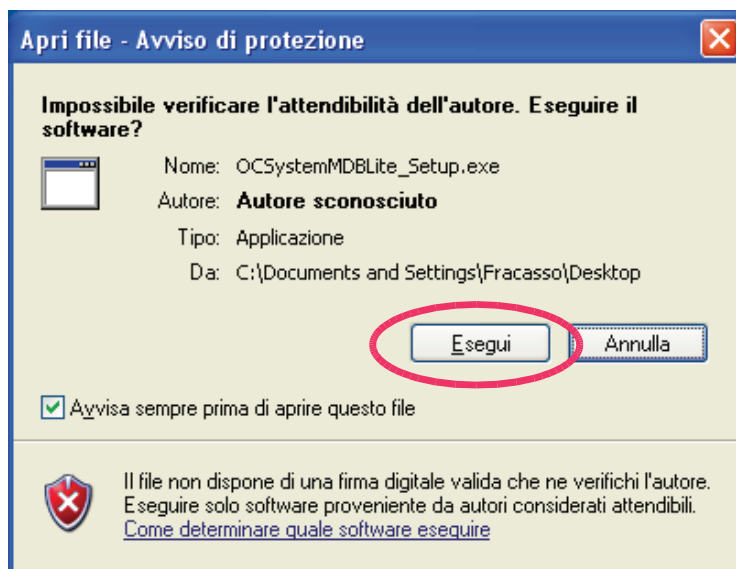 Apri file - Avviso di protezione
Impossibile verificare l'attendibilità dell'autore. Eseguire il
software?
Nome: OCSystemMDBLite_Setup.exe
Autore: Autore sconosciuto
Tipo: Applicazione
Da: C:\Documents and Settings\Fracasso\Desktop
Esegui Annulla
Avvisa sempre prima di aprire questo file
Il file non dispone di una firma digitale valida che ne verifichi l'autore.
Eseguire solo software proveniente da autori considerati attendibili.
Come determinare quale software eseguire